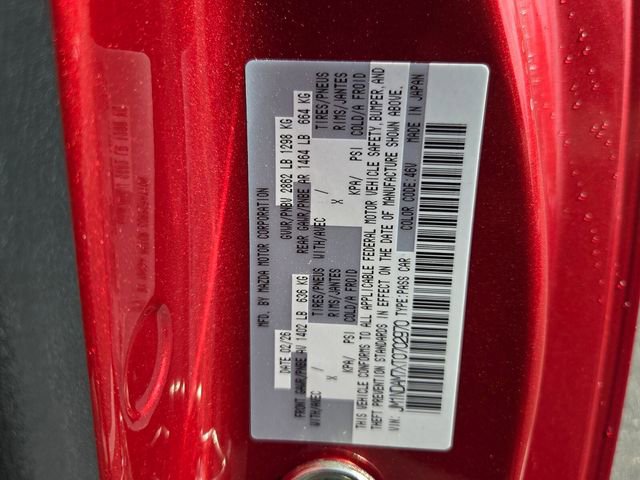 MFD. BY MAZDA MOTOR CORPORATION
DATE 02/26 GVWR/PNBV 2862 LB 1298 KG
FRONT GAWR/PNBE AV 1402 LB 636 KG REAR GAWR/PNBE AR 1464 LB 664 KG
WITH/AVEC TIRES/PNEUS WITH/AVEC TIRES/PNEUS
/ RIMS/JANTES / RIMS/JANTES
X COLD/A FROID X COLD/A FROID
KPA/ PSI KPA/ PSI
THIS VEHICLE CONFORMS TO ALL APPLICABLE FEDERAL MOTOR VEHICLE SAFETY, BUMPER, AND
THEFT PREVENTION STANDARDS IN EFFECT ON THE DATE OF MANUFACTURE SHOWN ABOVE.
VIN: TYPE:PASS CAR COLOR CODE:46V MADE IN JAPAN